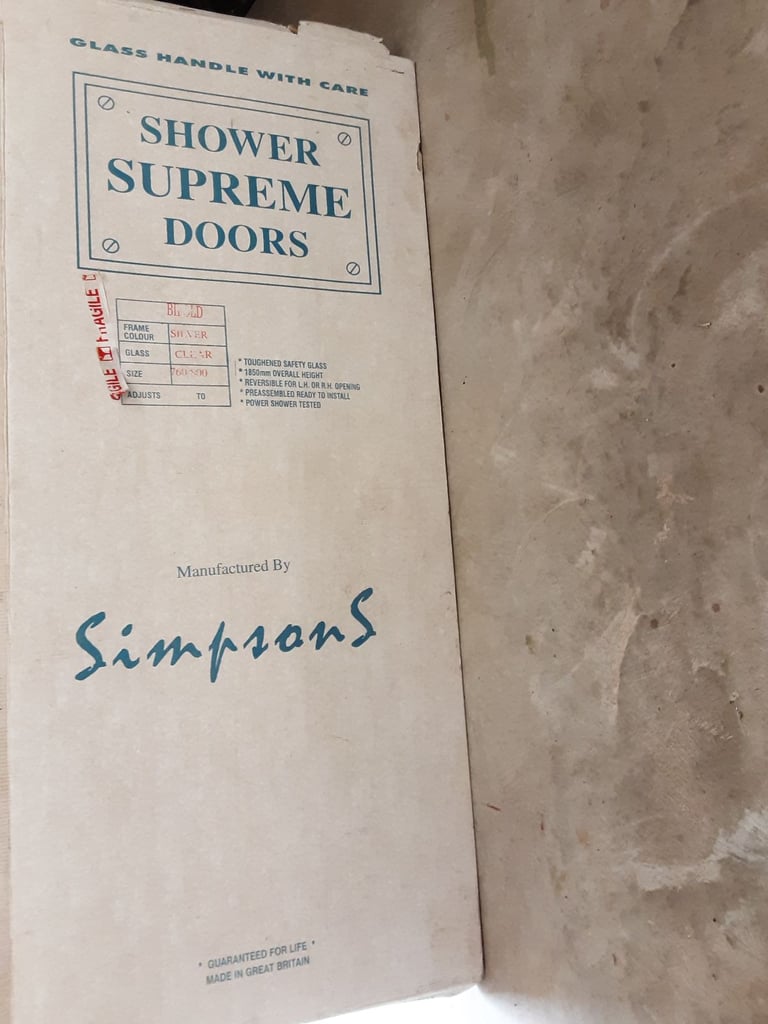 GLASS HANDLE WITH CARE
SHOWER
SUPREME
DOORS
FRAGILE
FRAME COLOUR SILVER
GLASS CLEAR
SIZE 760-800
ADJUSTS TO
* TOUGHENED SAFETY GLASS
* 1850mm OVERALL HEIGHT
* REVERSIBLE FOR L.H. OR R.H. OPENING
* PREASSEMBLED READY TO INSTALL
* POWER SHOWER TESTED
Manufactured By
SimpsonS
* GUARANTEED FOR LIFE *
MADE IN GREAT BRITAIN